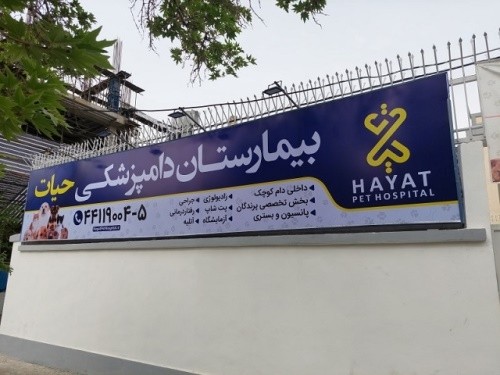 بیمارستان دامپزشکی حیات
HAYAT
PET HOSPITAL
داخلی دام کوچک
بخش تخصصی پرندگان
پانسیون و بستری
رادیولوژی
پت شاپ
آزمایشگاه
جراحی
رفتاردرمانی
آتلیه
۴۴۱۱۹۰۰۴-۵